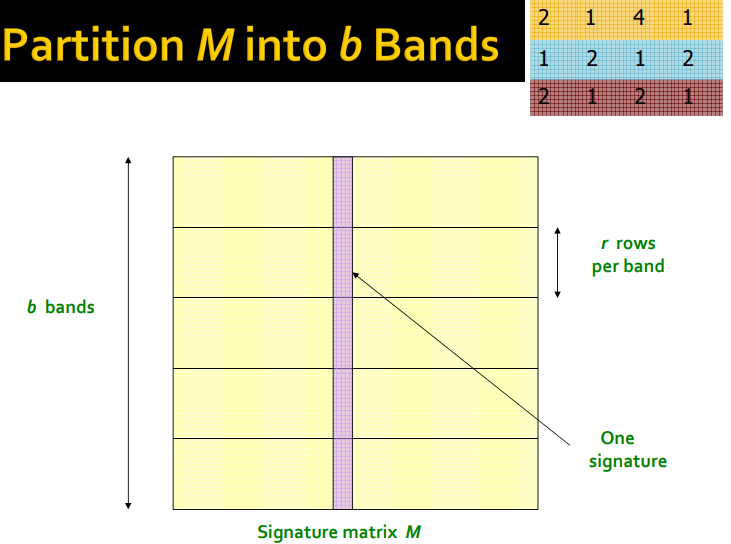 Partition M into b Bands
2 1 4 1
1 2 1 2
2 1 2 1
r rows
per band
b bands
One
signature
Signature matrix M